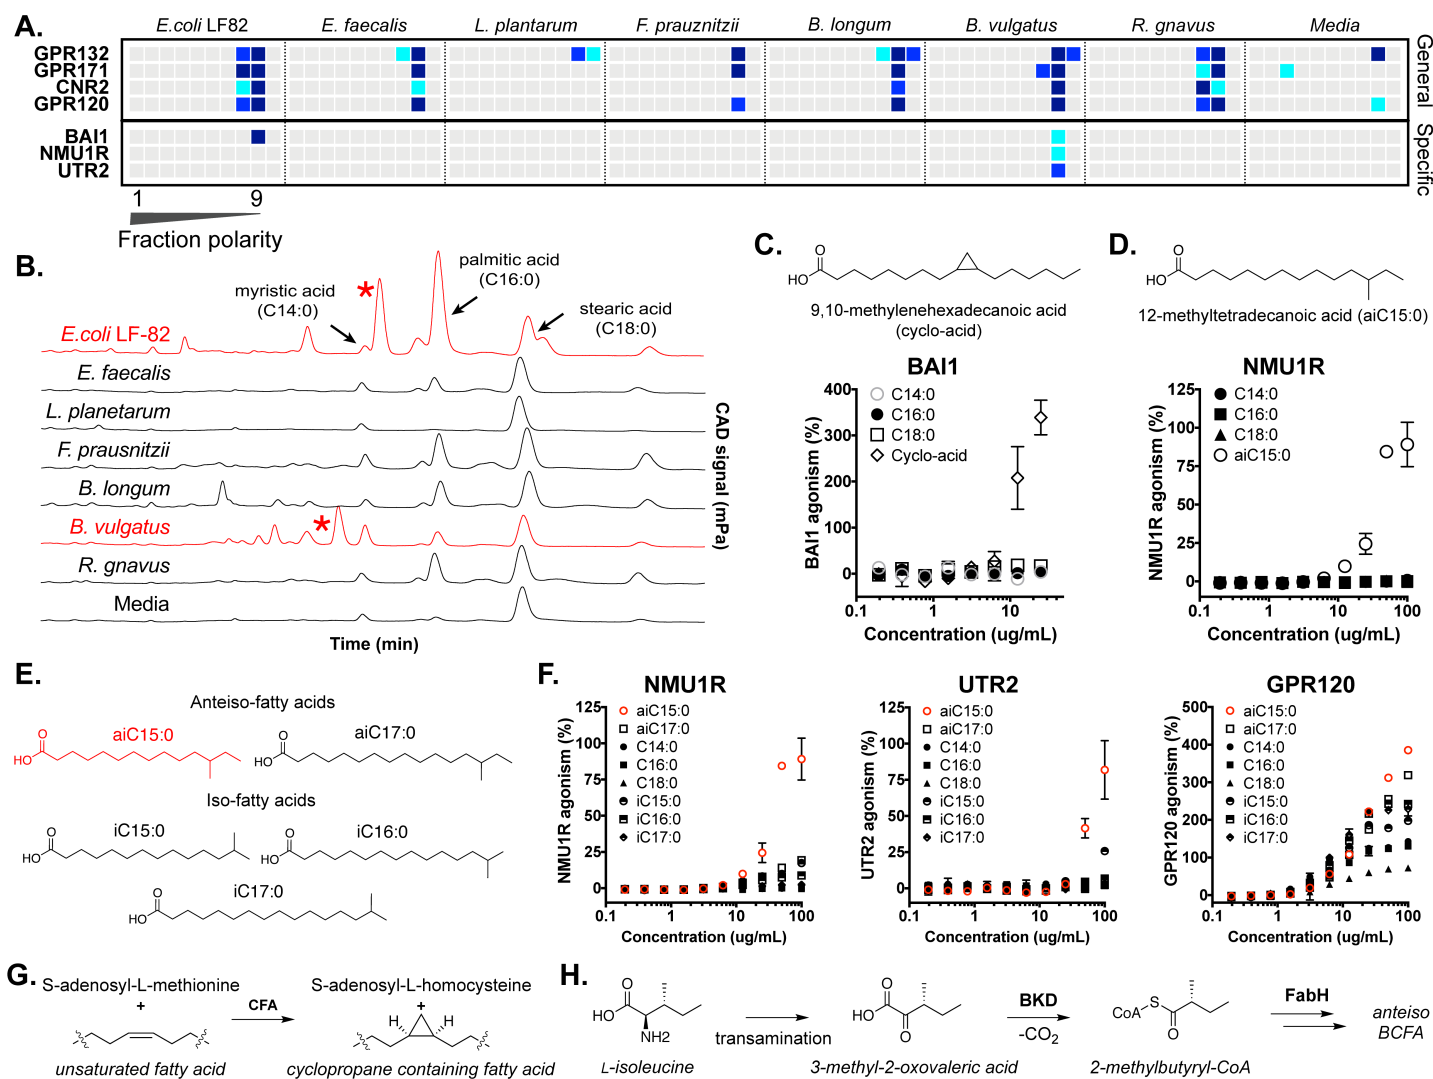 A.
E.coli LF82
E. faecalis
L. plantarum
F. prauznitzii
B. longum
B. vulgatus
R. gnavus
Media
GPR132
GPR171
CNR2
GPR120
General
BAI1
NMU1R
UTR2
Specific
1
9
Fraction polarity
B.
myristic acid
(C14:0)
*
palmitic acid
(C16:0)
stearic acid
(C18:0)
E.coli LF-82
E. faecalis
L. planetarum
F. prausnitzii
B. longum
B. vulgatus
*
R. gnavus
Media
CAD signal (mPa)
Time (min)
C.
O
HO
9,10-methylenehexadecanoic acid
(cyclo-acid)
BAI1
400
300
200
100
0
BAI1 agonism (%)
C14:0
C16:0
C18:0
Cyclo-acid
0.1
1
10
Concentration (ug/mL)
D.
O
HO
12-methyltetradecanoic acid (aiC15:0)
NMU1R
125
100
75
50
25
0
NMU1R agonism (%)
C14:0
C16:0
C18:0
aiC15:0
0.1
1
10
100
Concentration (ug/mL)
E.
Anteiso-fatty acids
O
HO
aiC15:0
O
HO
aiC17:0
Iso-fatty acids
O
HO
iC15:0
O
HO
iC16:0
O
HO
iC17:0
F.
NMU1R
125
100
75
50
25
0
NMU1R agonism (%)
aiC15:0
aiC17:0
C14:0
C16:0
C18:0
iC15:0
iC16:0
iC17:0
0.1
1
10
100
Concentration (ug/mL)
UTR2
125
100
75
50
25
0
UTR2 agonism (%)
aiC15:0
aiC17:0
C14:0
C16:0
C18:0
iC15:0
iC16:0
iC17:0
0.1
1
10
100
Concentration (ug/mL)
GPR120
500
400
300
200
100
0
GPR120 agonism (%)
aiC15:0
aiC17:0
C14:0
C16:0
C18:0
iC15:0
iC16:0
iC17:0
0.1
1
10
100
Concentration (ug/mL)
G.
S-adenosyl-L-methionine
+
unsaturated fatty acid
CFA
S-adenosyl-L-homocysteine
+
H
H
cyclopropane containing fatty acid
H.
O
HO
NH2
L-isoleucine
transamination
O
HO
O
3-methyl-2-oxovaleric acid
BKD
-CO2
CoA
S
O
2-methylbutyryl-CoA
FabH
anteiso
BCFA